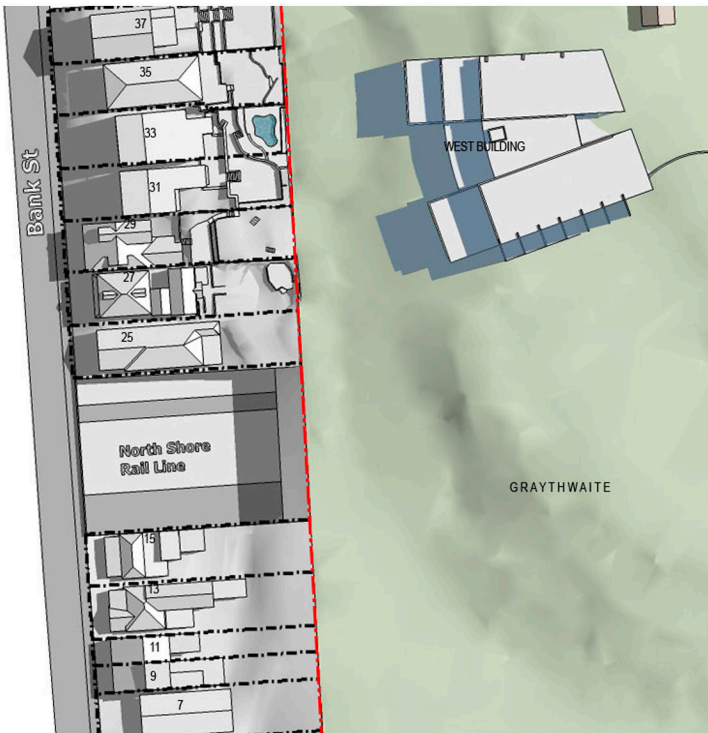 37
35
33
31
29
27
25
Bank St
WEST BUILDING
North Shore
Rail Line
GRAYTHWAITE
15
13
11
9
7